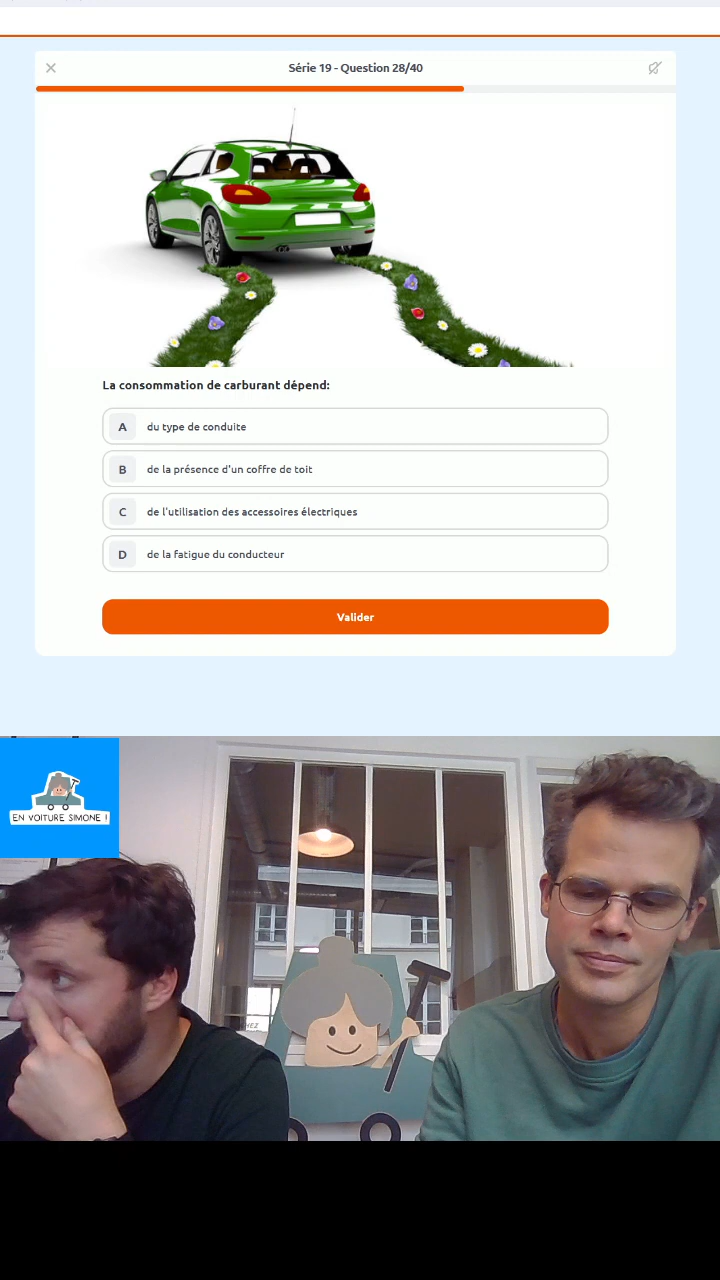 Série 19 - Question 28/40
La consommation de carburant dépend:
A du type de conduite
B de la présence d'un coffre de toit
C de l'utilisation des accessoires électriques
D de la fatigue du conducteur
Valider
EN VOITURE SIMONE !